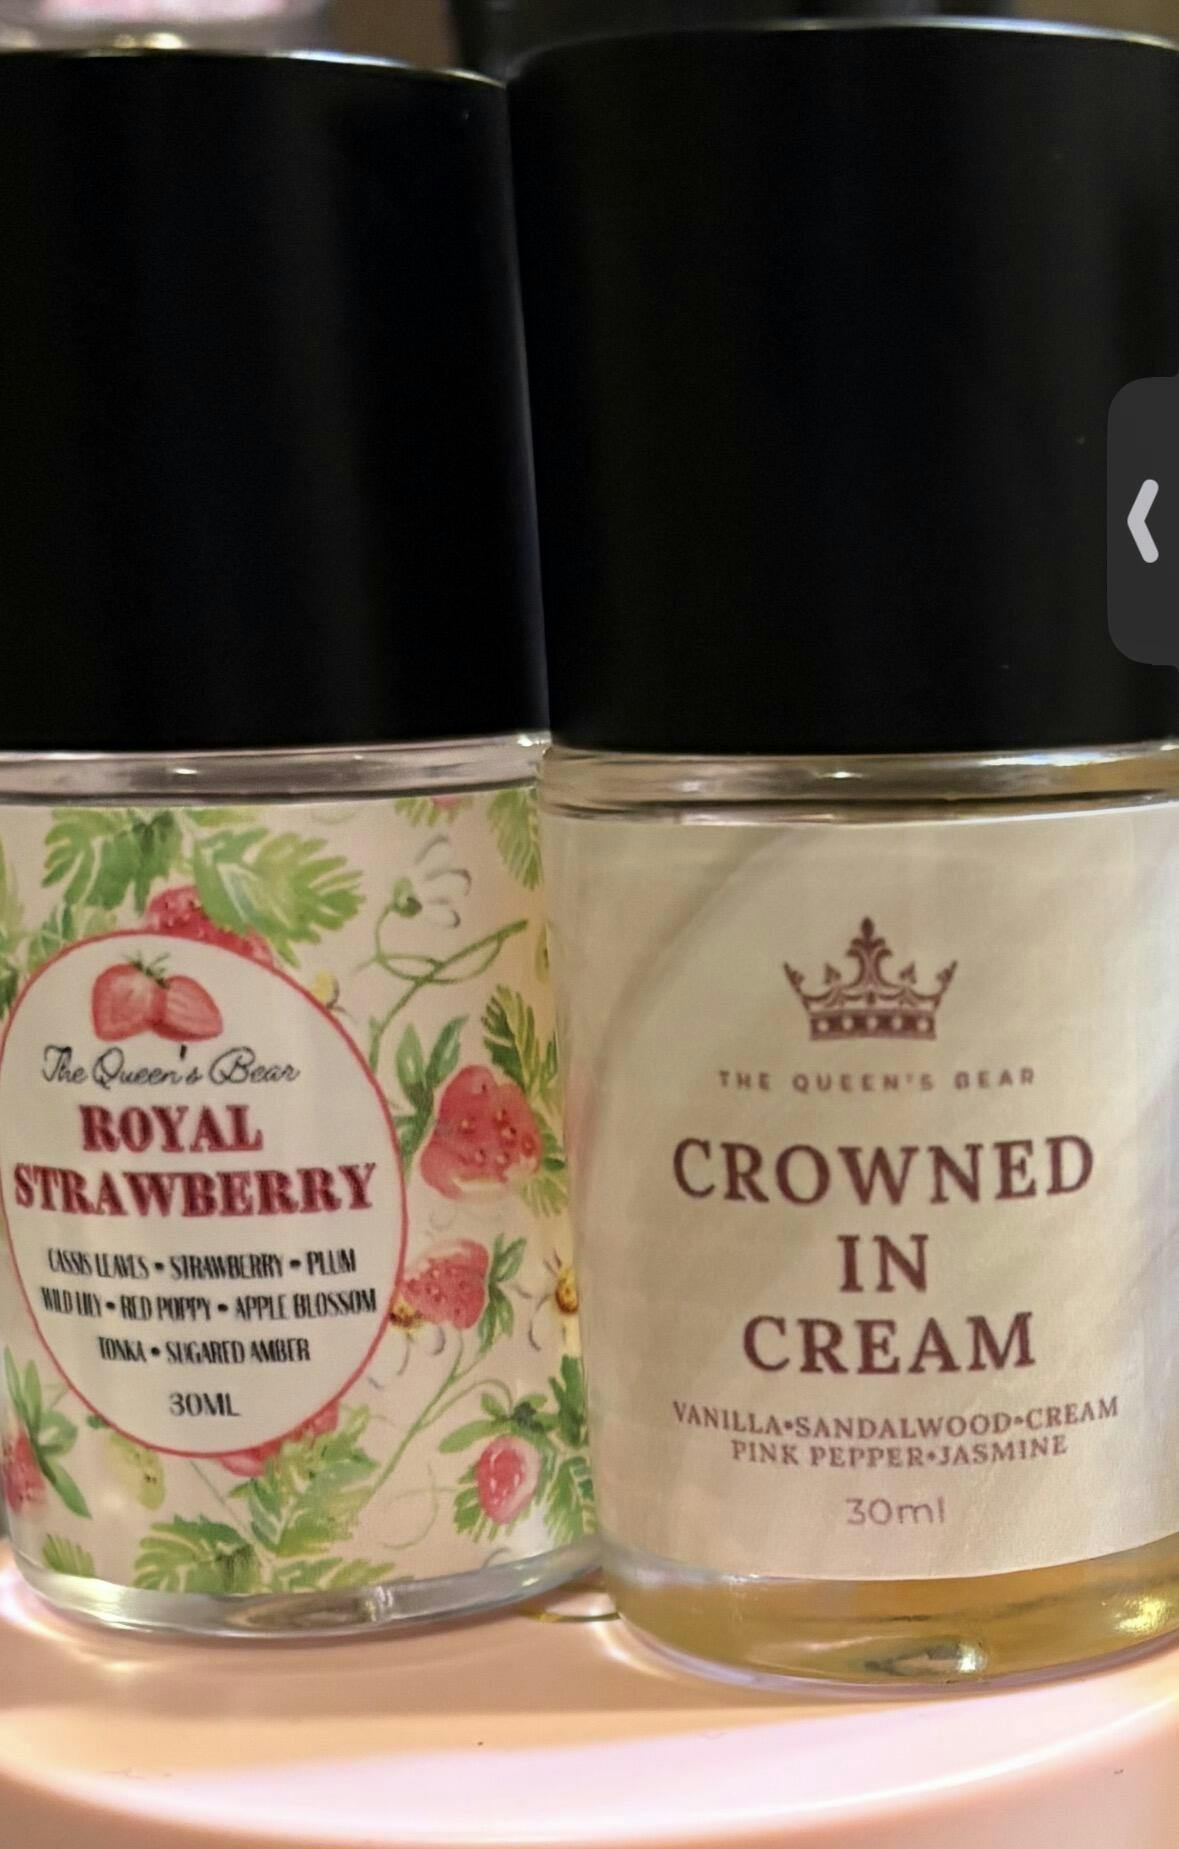 The Queen's Bear
ROYAL
STRAWBERRY
CASSIS LEAVES • STRAWBERRY • PLUM
WILD LILY • RED POPPY • APPLE BLOSSOM
TONKA • SUGARED AMBER
30ML
THE QUEEN'S BEAR
CROWNED
IN
CREAM
VANILLA•SANDALWOOD•CREAM
PINK PEPPER•JASMINE
30ml